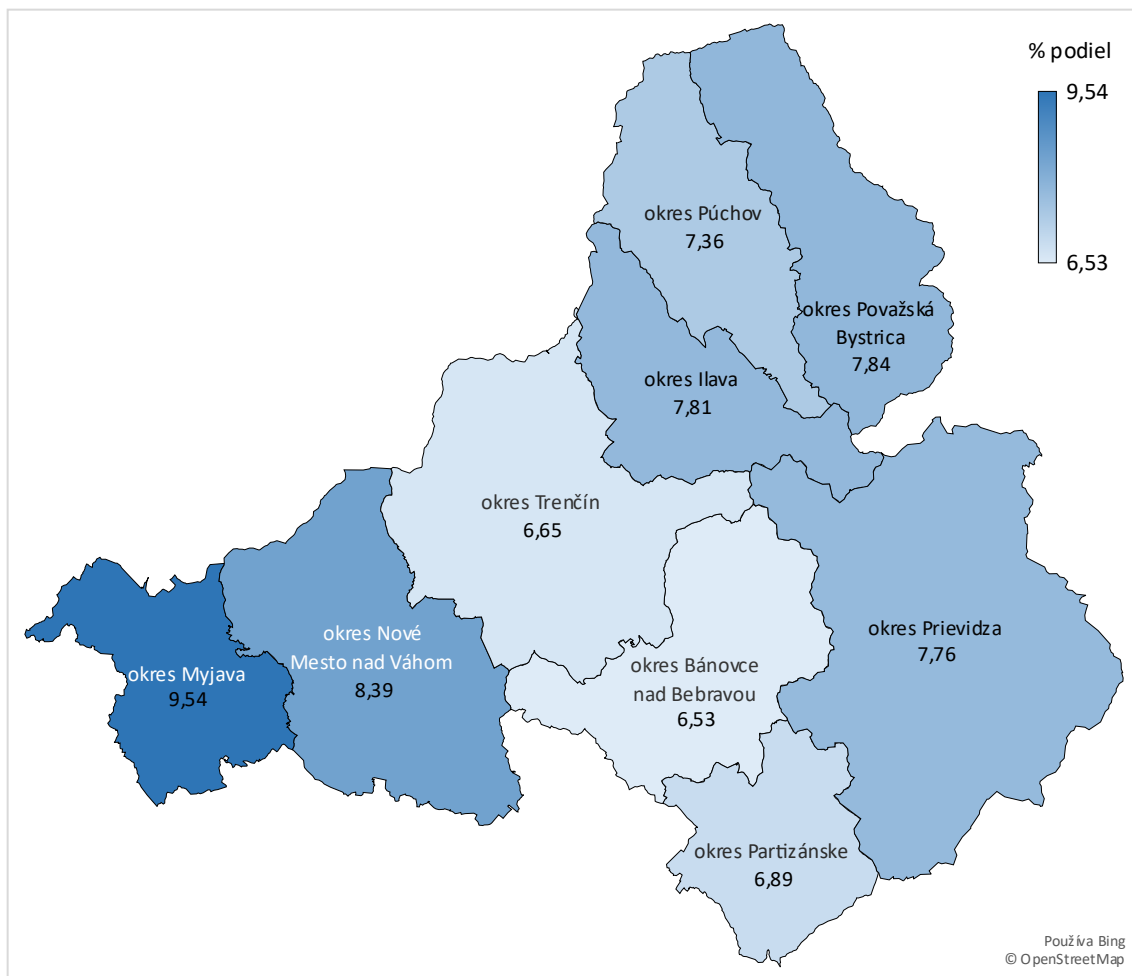 % podiel
9,54
6,53
okres Púchov
7,36
okres Považská
Bystrica
7,84
okres Ilava
7,81
okres Trenčín
6,65
okres Nové
Mesto nad Váhom
8,39
okres Myjava
9,54
okres Prievidza
7,76
okres Bánovce
nad Bebravou
6,53
okres Partizánske
6,89
Používa Bing
© OpenStreetMap